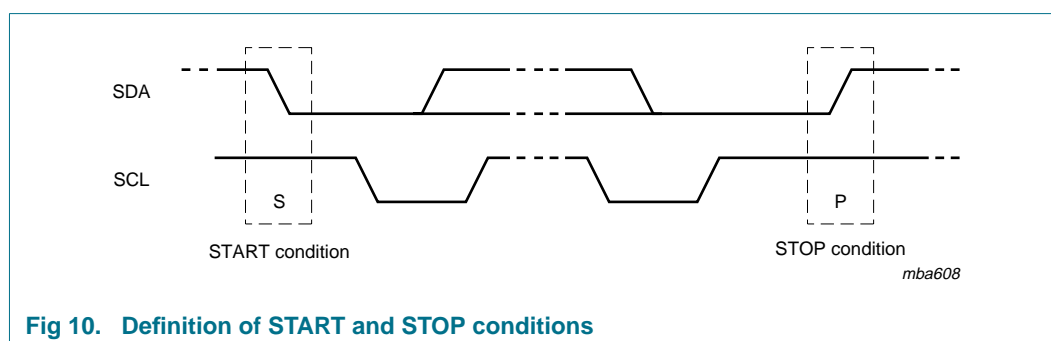 SDA
SCL
S
P
START condition
STOP condition
mba608
Fig 10. Definition of START and STOP conditions